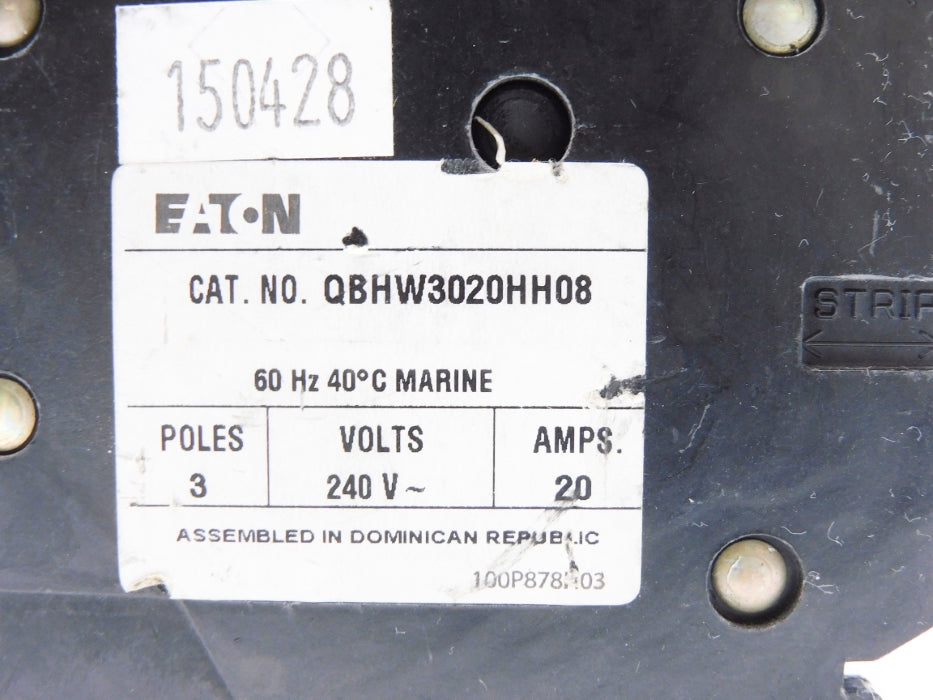 150428
EATON
CAT. NO. QBHW3020HH08
60 Hz 40°C MARINE
POLES VOLTS AMPS.
3 240 V ~ 20
ASSEMBLED IN DOMINICAN REPUBLIC
STRIP